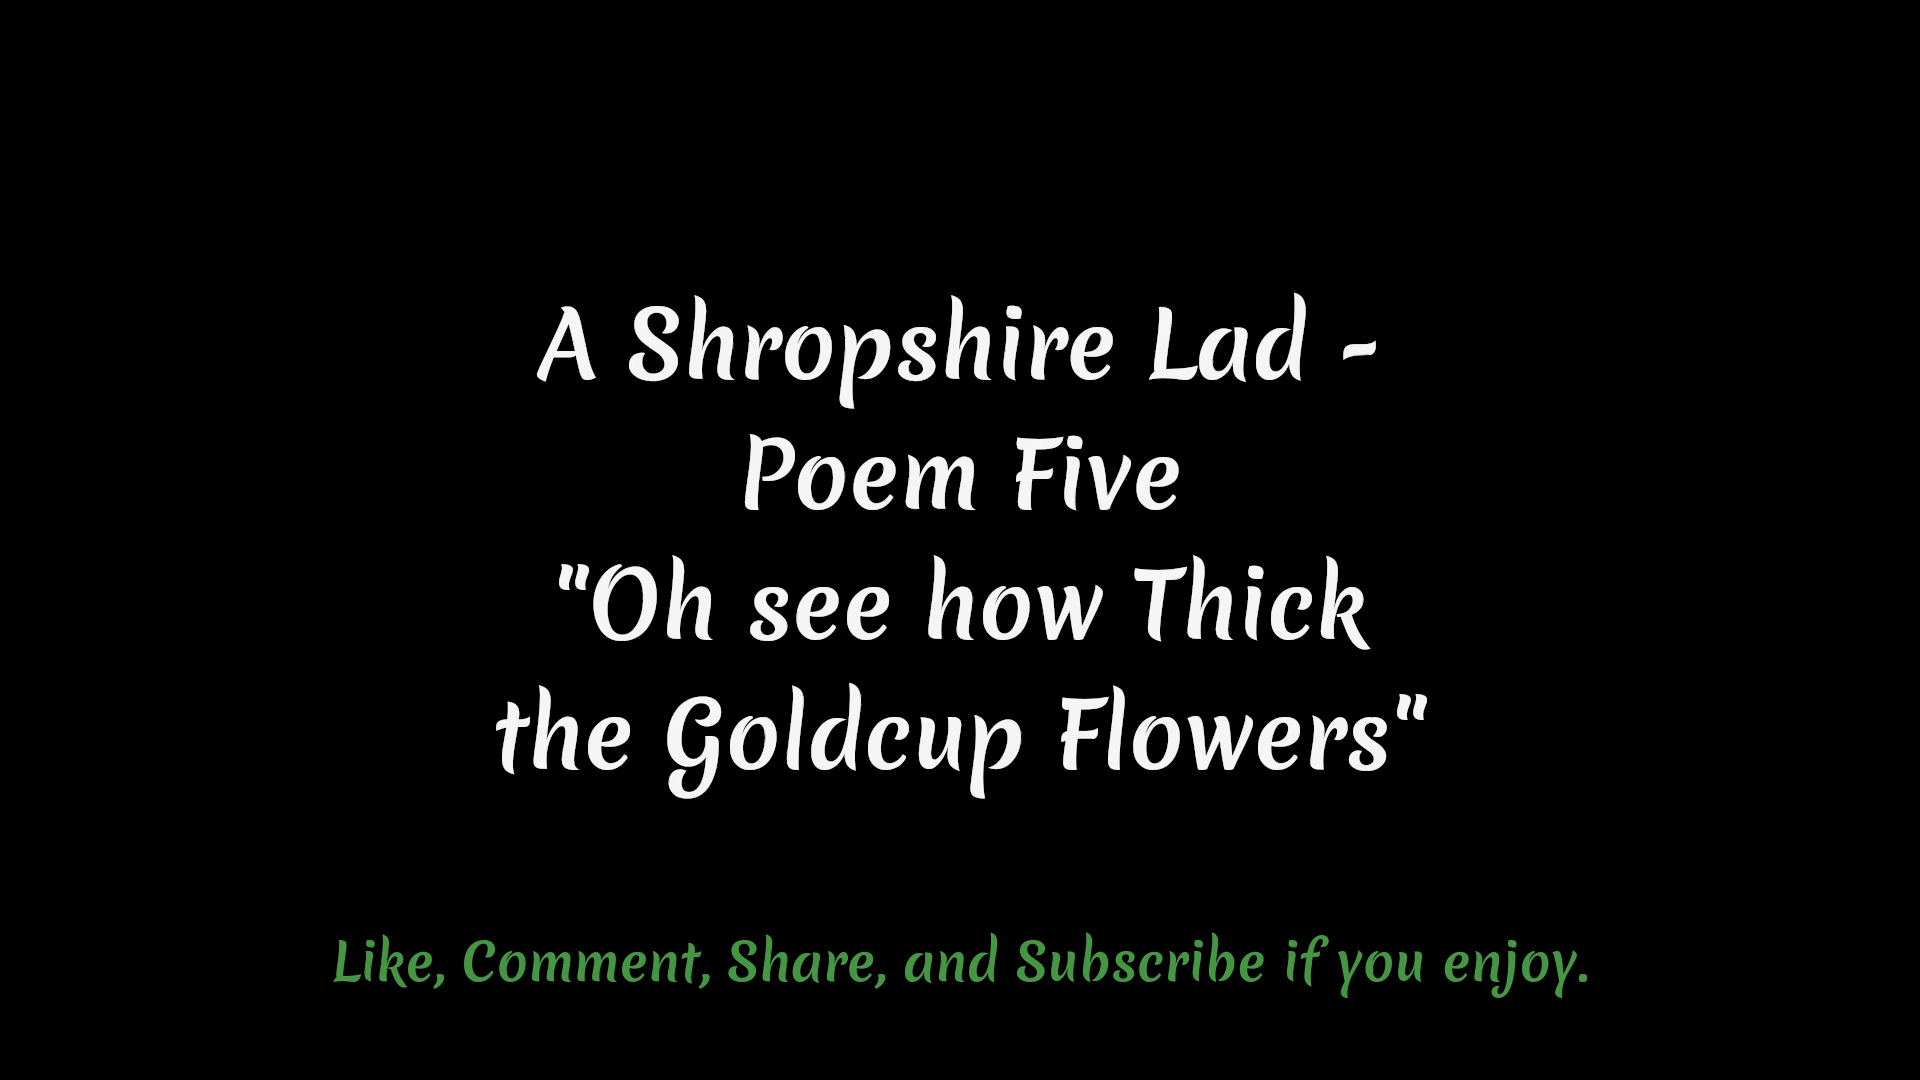 A Shropshire Lad -
Poem Five
"Oh see how Thick
the Goldcup Flowers"
Like, Comment, Share, and Subscribe if you enjoy.